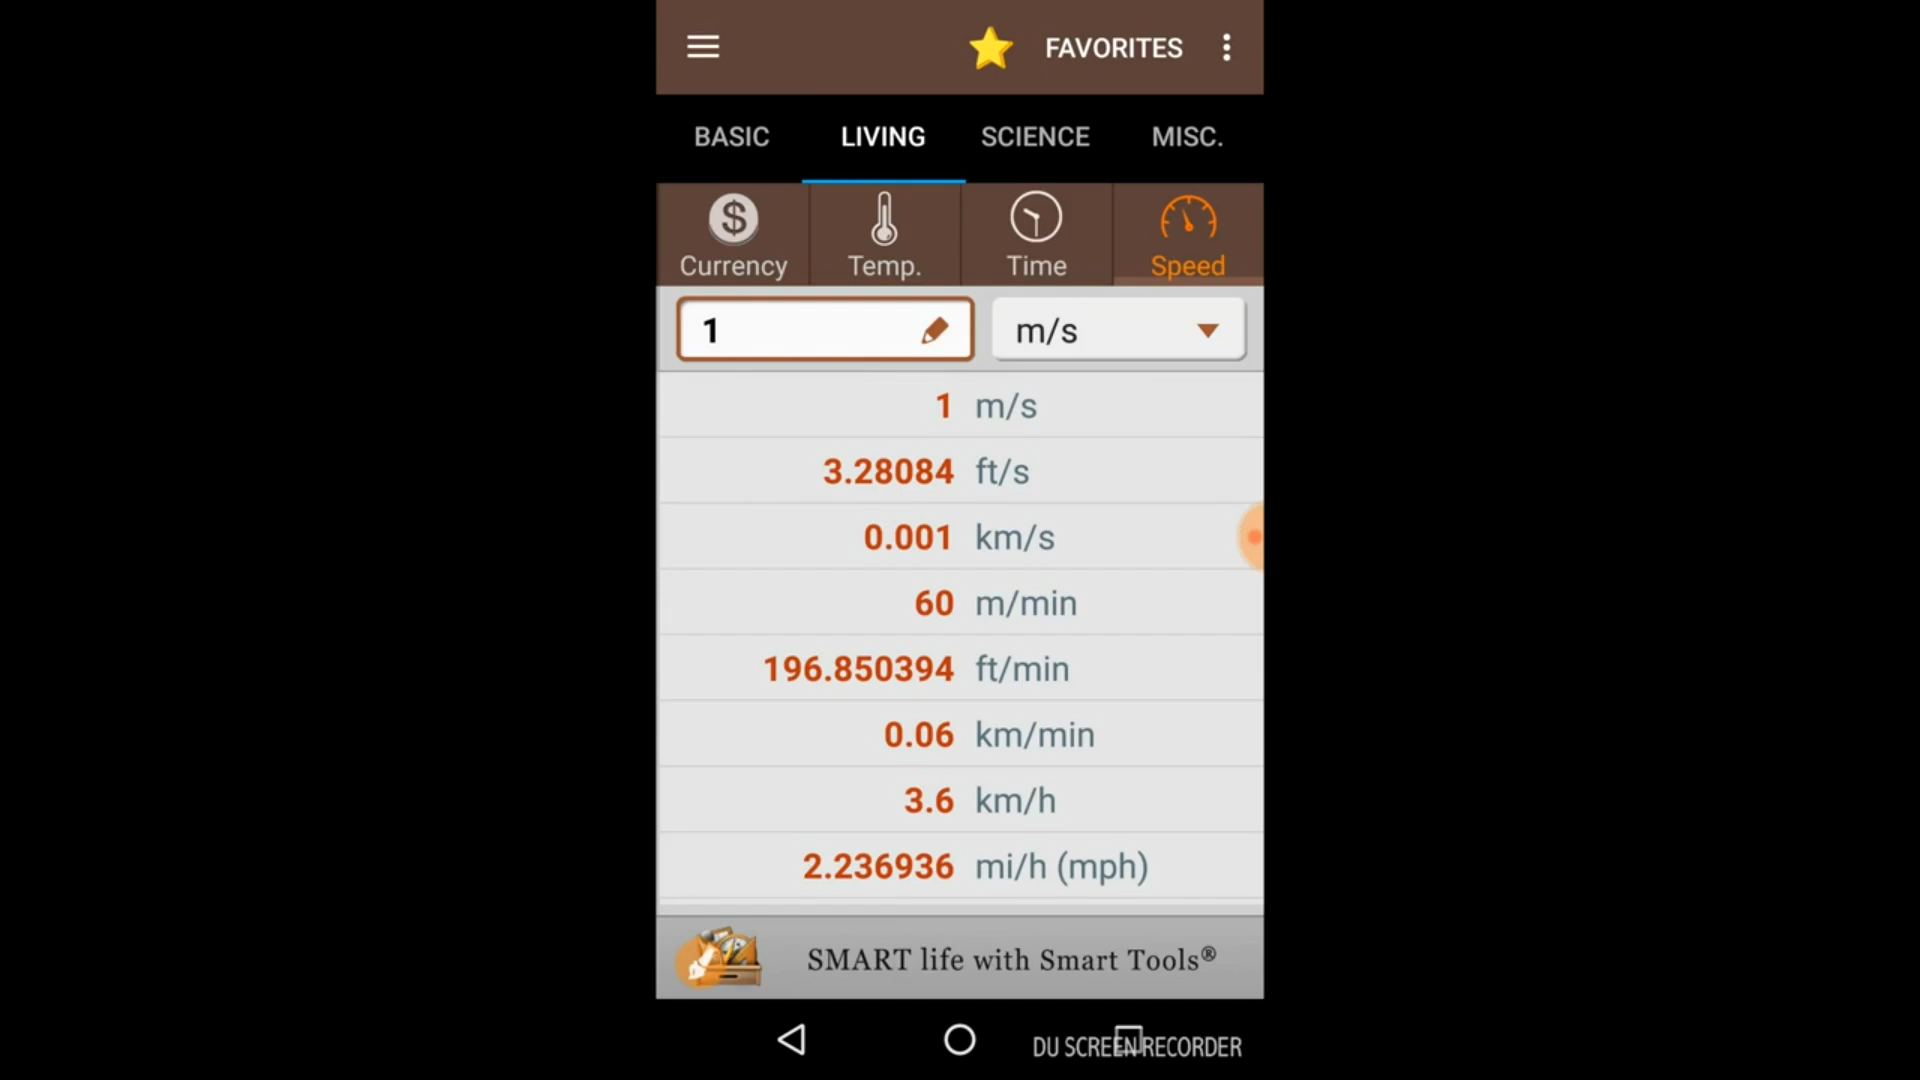 FAVORITES
BASIC LIVING SCIENCE MISC.
$
Currency Temp. Time Speed
1 m/s
1 m/s
3.28084 ft/s
0.001 km/s
60 m/min
196.850394 ft/min
0.06 km/min
3.6 km/h
2.236936 mi/h (mph)
SMART life with Smart Tools®
DU SCREEN RECORDER